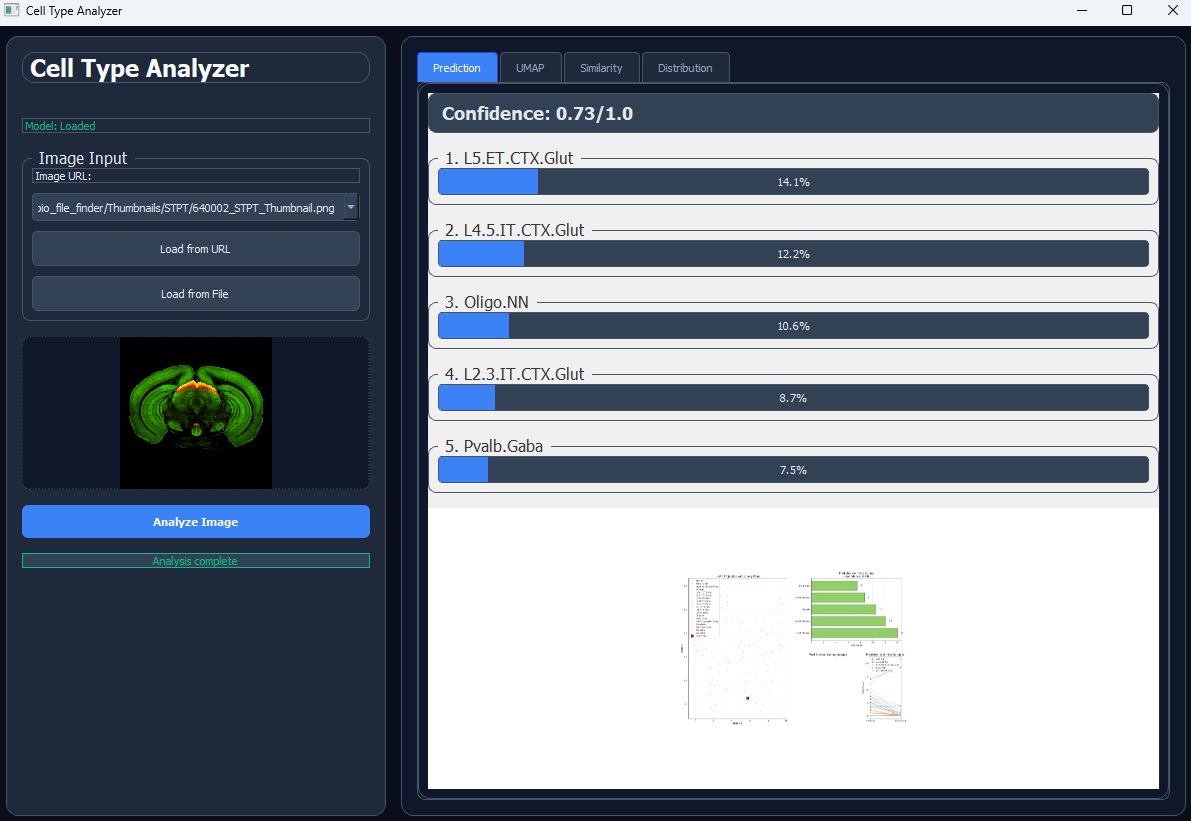 Cell Type Analyzer
Cell Type Analyzer
Model: Loaded
Image Input
Image URL:
bio_file_finder/Thumbnails/STPT/640002_STPT_Thumbnail.png
Load from URL
Load from File
Analyze Image
Analysis complete
Prediction
UMAP
Similarity
Distribution
Confidence: 0.73/1.0
1. L5.ET.CTX.Glut
14.1%
2. L4.5.IT.CTX.Glut
12.2%
3. Oligo.NN
10.6%
4. L2.3.IT.CTX.Glut
8.7%
5. Pvalb.Gaba
7.5%